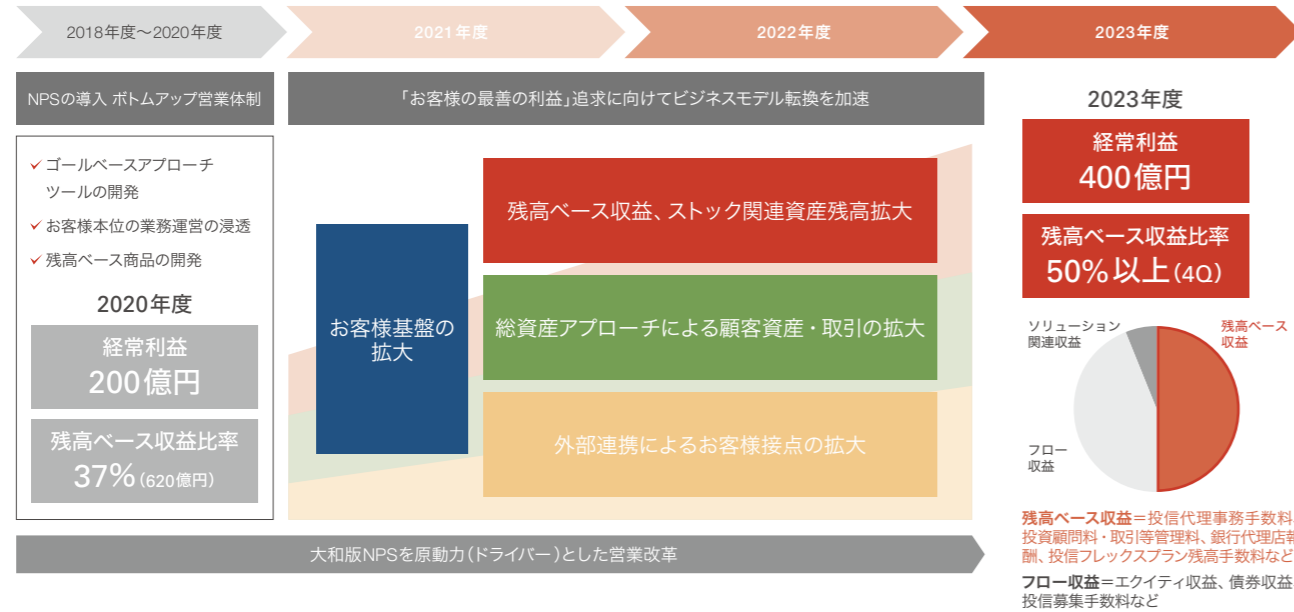 2018年度～2020年度
2021年度
2022年度
2023年度
NPSの導入 ボトムアップ営業体制
「お客様の最善の利益」追求に向けてビジネスモデル転換を加速
ゴールベースアプローチ
ツールの開発
お客様本位の業務運営の浸透
残高ベース商品の開発
2020年度
経常利益
200億円
残高ベース収益比率
37%（620億円）
お客様基盤の
拡大
残高ベース収益、ストック関連資産残高拡大
総資産アプローチによる顧客資産・取引の拡大
外部連携によるお客様接点の拡大
大和版NPSを原動力（ドライバー）とした営業改革
2023年度
経常利益
400億円
残高ベース収益比率
50%以上（4Q）
ソリューション
関連収益
残高ベース
収益
フロー
収益
残高ベース収益＝投信代理事務手数料、
投資顧問料・取引等管理料、銀行代理店報
酬、投信フレックスプラン残高手数料など
フロー収益＝エクイティ収益、債券収益
投信募集手数料など